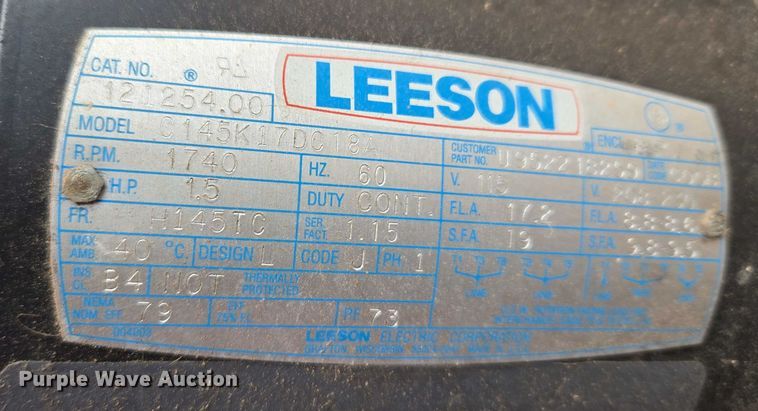 CAT. NO. ® LEESON ®
121254.00
MODEL C145K17DC18A CUSTOMER PART NO.
R.P.M. 1740 HZ. 60 V. 115 V.
H.P. 1.5 DUTY CONT. F.L.A. 17.2 F.L.A.
FR. H145TC SER FACT. 1.15 S.F.A. 19 S.F.A.
MAX. AMB. 40 °C. DESIGN L CODE J PH 1
INS CL. B4 NOT THERMALLY PROTECTED
NEMA NOM. EFF 79 PF 73
LEESON ELECTRIC CORPORATION
Purple Wave Auction